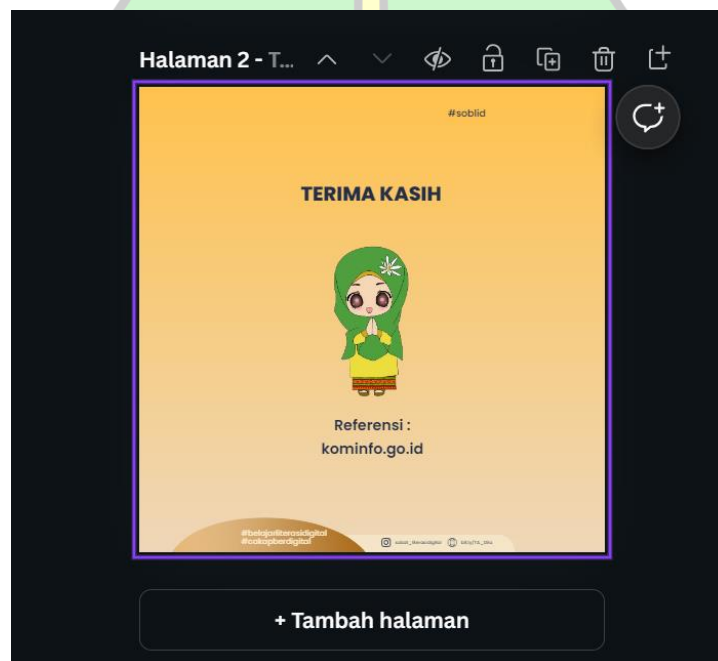 Halaman 2 - T...
#soblid
TERIMA KASIH
Referensi :
kominfo.go.id
#belajarliterasidigital
#cakapberdigital
+ Tambah halaman